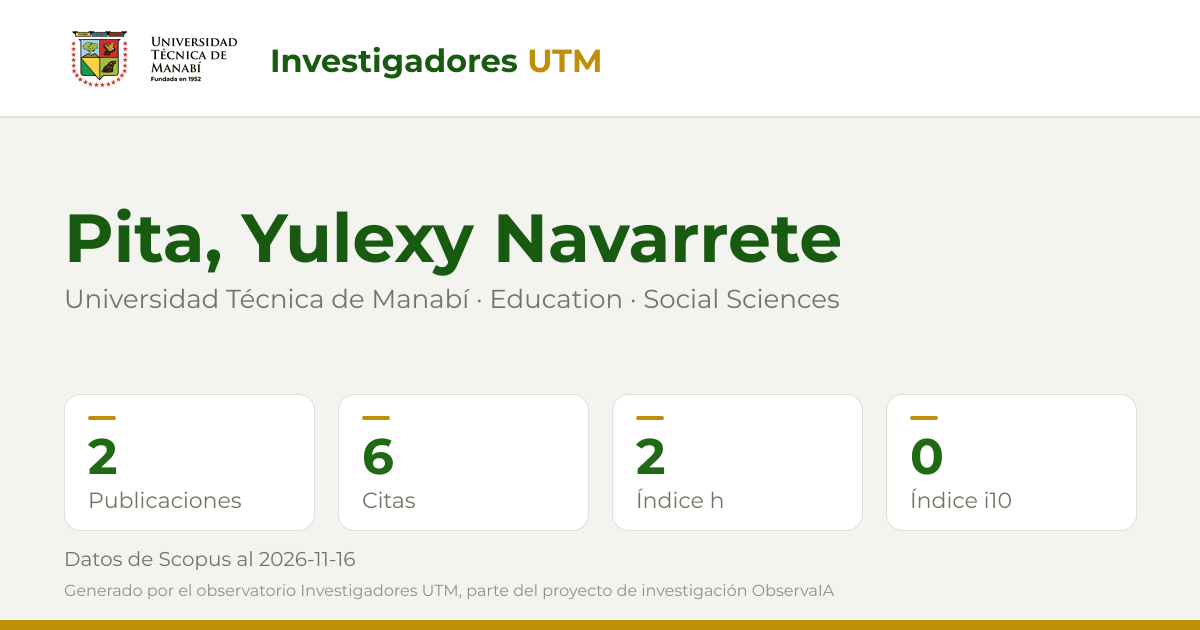 UNIVERSIDAD
TÉCNICA DE
MANABÍ
Fundada en 1952
Investigadores UTM
Pita, Yulexy Navarrete
Universidad Técnica de Manabí · Education · Social Sciences
2
Publicaciones
6
Citas
2
Índice h
0
Índice i10
Datos de Scopus al 2026-11-16
Generado por el observatorio Investigadores UTM, parte del proyecto de investigación ObservaIA